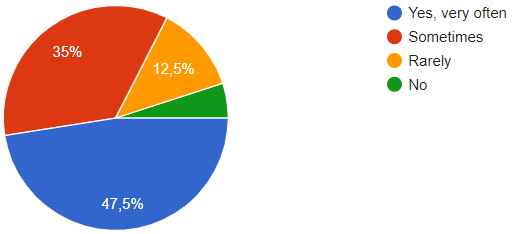 Yes, very often
Sometimes
Rarely
No
35%
12,5%
47,5%